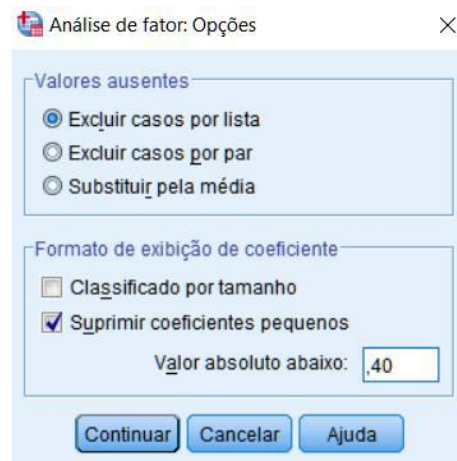 Análise de fator: Opções
Valores ausentes
Excluir casos por lista
Excluir casos por par
Substituir pela média
Formato de exibição de coeficiente
Classificado por tamanho
Suprimir coeficientes pequenos
Valor absoluto abaixo: ,40
Continuar Cancelar Ajuda